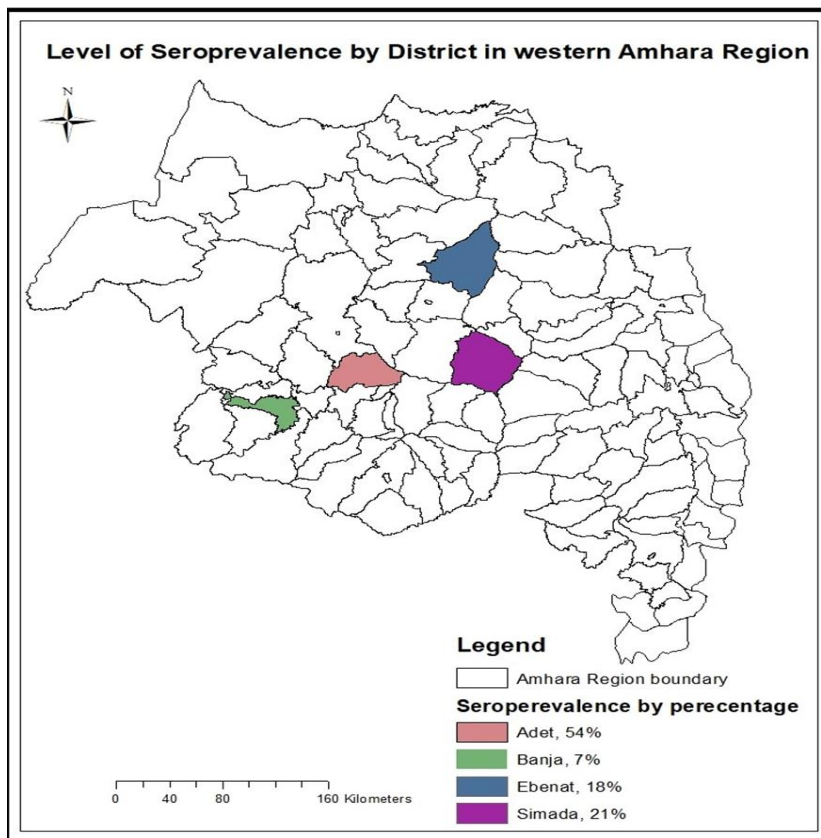 Level of Seroprevalence by District in western Amhara Region
N
Legend
Amhara Region boundary
Seroperevalence by perecentage
Adet, 54%
Banja, 7%
Ebenat, 18%
Simada, 21%
0 40 80 160 Kilometers